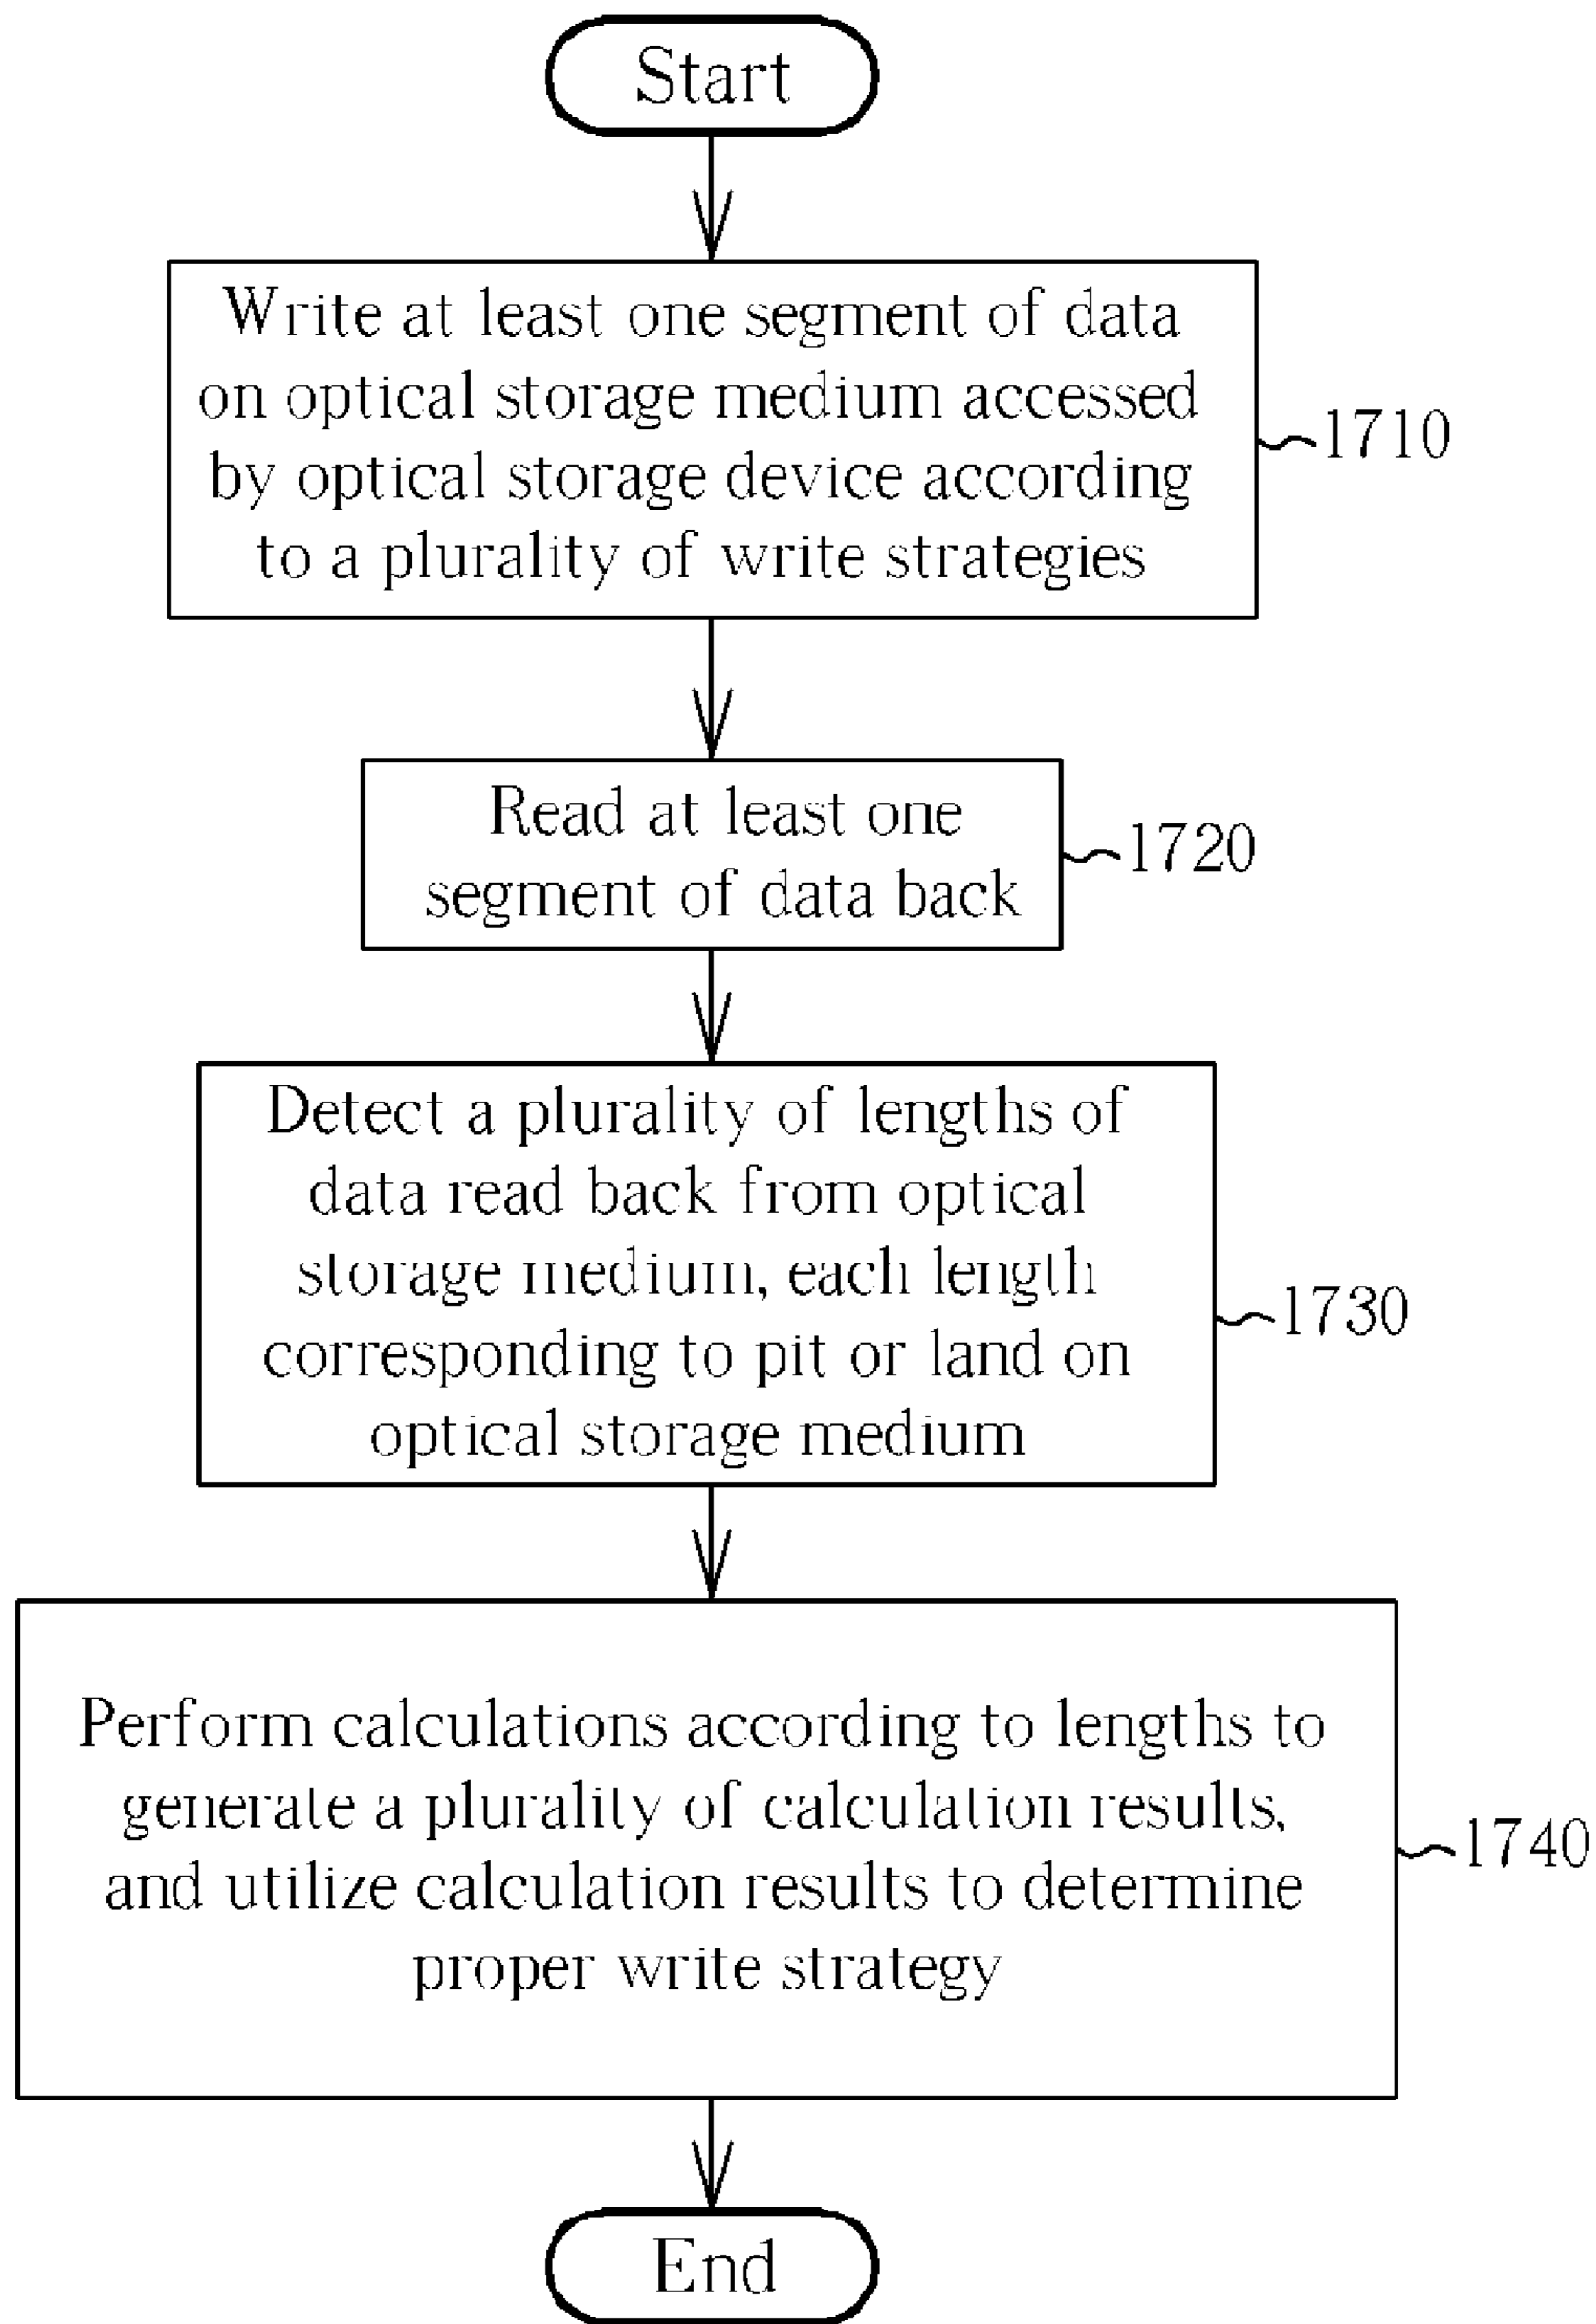 Start
Write at least one segment of data
on optical storage medium accessed
by optical storage device according
to a plurality of write strategies
1710
Read at least one
segment of data back
1720
Detect a plurality of lengths of
data read back from optical
storage medium, each length
corresponding to pit or land on
optical storage medium
1730
Perform calculations according to lengths to
generate a plurality of calculation results,
and utilize calculation results to determine
proper write strategy
1740
End